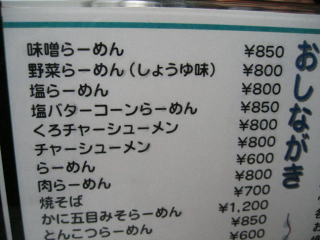 おしながき
味噌らーめん ¥850
野菜らーめん(しょうゆ味) ¥800
塩らーめん ¥800
塩バターコーンらーめん ¥850
くろチャーシューメン ¥800
チャーシューメン ¥800
らーめん ¥600
肉らーめん ¥800
焼そば ¥700
かに五目みそらーめん ¥1,200
とんこつらーめん ¥850
¥600